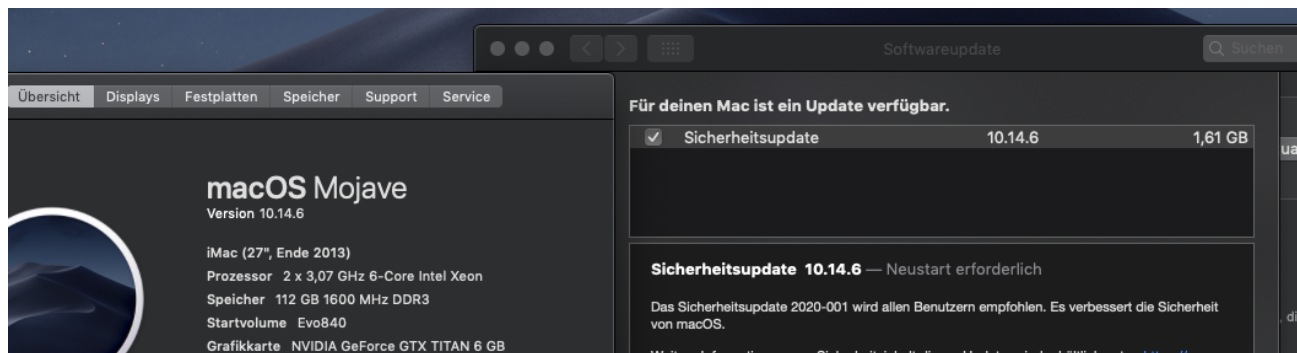 Softwareupdate
Suchen
Übersicht Displays Festplatten Speicher Support Service
macOS Mojave
Version 10.14.6
iMac (27", Ende 2013)
Prozessor 2 x 3,07 GHz 6-Core Intel Xeon
Speicher 112 GB 1600 MHz DDR3
Startvolume Evo840
Grafikkarte NVIDIA GeForce GTX TITAN 6 GB
Für deinen Mac ist ein Update verfügbar.
Sicherheitsupdate 10.14.6 1,61 GB
Sicherheitsupdate 10.14.6 — Neustart erforderlich
Das Sicherheitsupdate 2020-001 wird allen Benutzern empfohlen. Es verbessert die Sicherheit
von macOS.